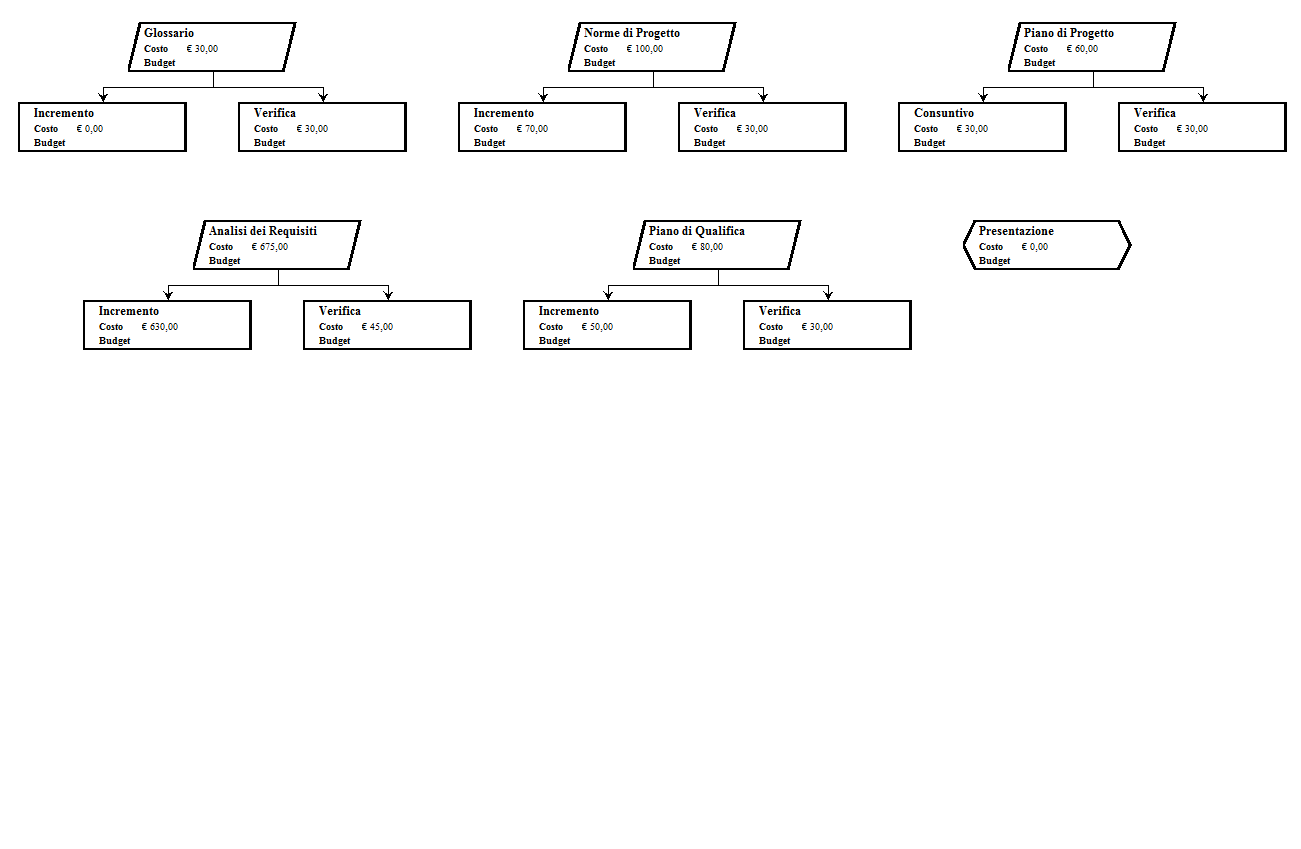 Glossario
Costo € 30,00
Budget
Incremento
Costo € 0,00
Budget
Verifica
Costo € 30,00
Budget
Norme di Progetto
Costo € 100,00
Budget
Incremento
Costo € 70,00
Budget
Verifica
Costo € 30,00
Budget
Piano di Progetto
Costo € 60,00
Budget
Consuntivo
Costo € 30,00
Budget
Verifica
Costo € 30,00
Budget
Analisi dei Requisiti
Costo € 675,00
Budget
Incremento
Costo € 630,00
Budget
Verifica
Costo € 45,00
Budget
Piano di Qualifica
Costo € 80,00
Budget
Incremento
Costo € 50,00
Budget
Verifica
Costo € 30,00
Budget
Presentazione
Costo € 0,00
Budget